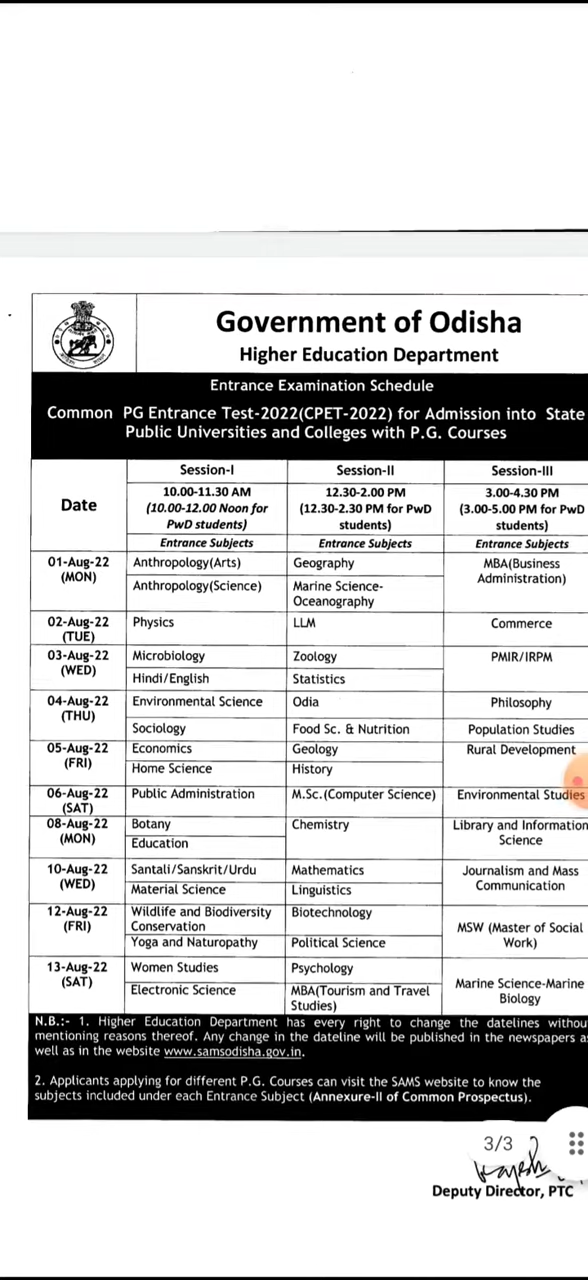 Government of Odisha
Higher Education Department
Entrance Examination Schedule
Common PG Entrance Test-2022(CPET-2022) for Admission into State
Public Universities and Colleges with P.G. Courses
Date
Session-I
Session-II
Session-III
10.00-11.30 AM
(10.00-12.00 Noon for
PwD students)
12.30-2.00 PM
(12.30-2.30 PM for PwD
students)
3.00-4.30 PM
(3.00-5.00 PM for PwD
students)
Entrance Subjects
Entrance Subjects
Entrance Subjects
01-Aug-22
(MON)
Anthropology(Arts)
Anthropology(Science)
Geography
Marine Science-
Oceanography
MBA(Business
Administration)
02-Aug-22
(TUE)
Physics
LLM
Commerce
03-Aug-22
(WED)
Microbiology
Hindi/English
Zoology
Statistics
PMIR/IRPM
04-Aug-22
(THU)
Environmental Science
Sociology
Odia
Food Sc. & Nutrition
Philosophy
Population Studies
05-Aug-22
(FRI)
Economics
Home Science
Geology
History
Rural Development
06-Aug-22
(SAT)
Public Administration
M.Sc.(Computer Science)
Environmental Studies
08-Aug-22
(MON)
Botany
Education
Chemistry
Library and Information
Science
10-Aug-22
(WED)
Santali/Sanskrit/Urdu
Material Science
Mathematics
Linguistics
Journalism and Mass
Communication
12-Aug-22
(FRI)
Wildlife and Biodiversity
Conservation
Yoga and Naturopathy
Biotechnology
Political Science
MSW (Master of Social
Work)
13-Aug-22
(SAT)
Women Studies
Electronic Science
Psychology
MBA(Tourism and Travel
Studies)
Marine Science-Marine
Biology
N.B.:- 1. Higher Education Department has every right to change the datelines withou
mentioning reasons thereof. Any change in the dateline will be published in the newspapers a
well as in the website www.samsodisha.gov.in.
2. Applicants applying for different P.G. Courses can visit the SAMS website to know the
subjects included under each Entrance Subject (Annexure-II of Common Prospectus).
3/3
Deputy Director, PTC